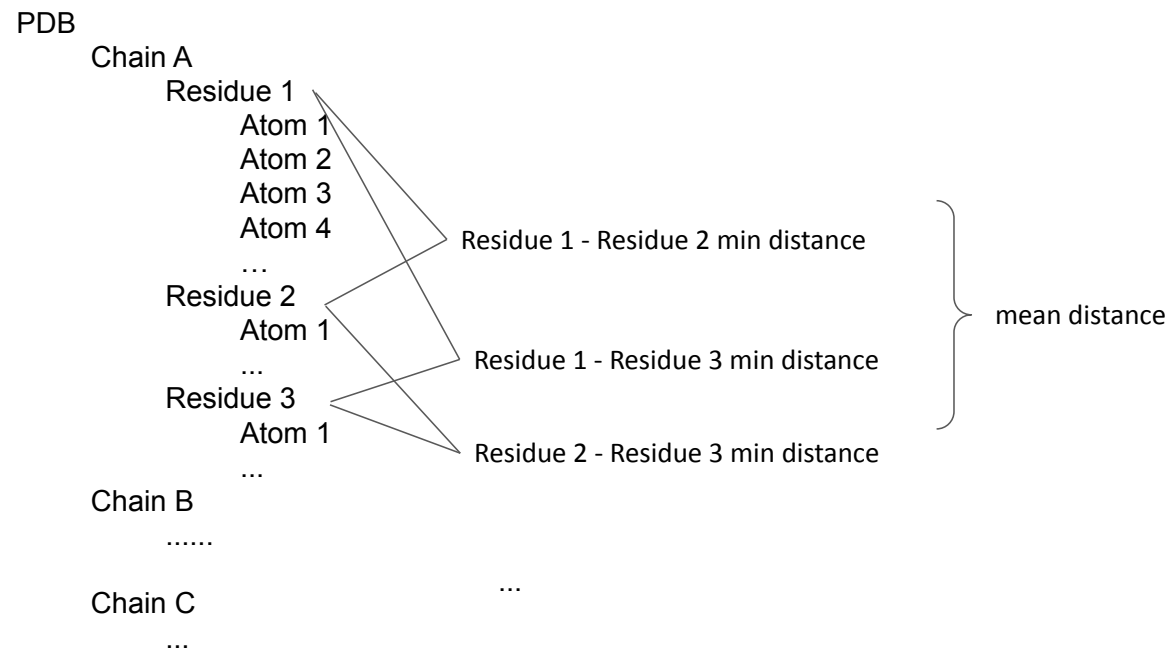 PDB
Chain A
Residue 1
Atom 1
Atom 2
Atom 3
Atom 4
…
Residue 2
Atom 1
...
Residue 3
Atom 1
...
Chain B
......
Chain C
...
Residue 1 - Residue 2 min distance
Residue 1 - Residue 3 min distance
Residue 2 - Residue 3 min distance
...
mean distance